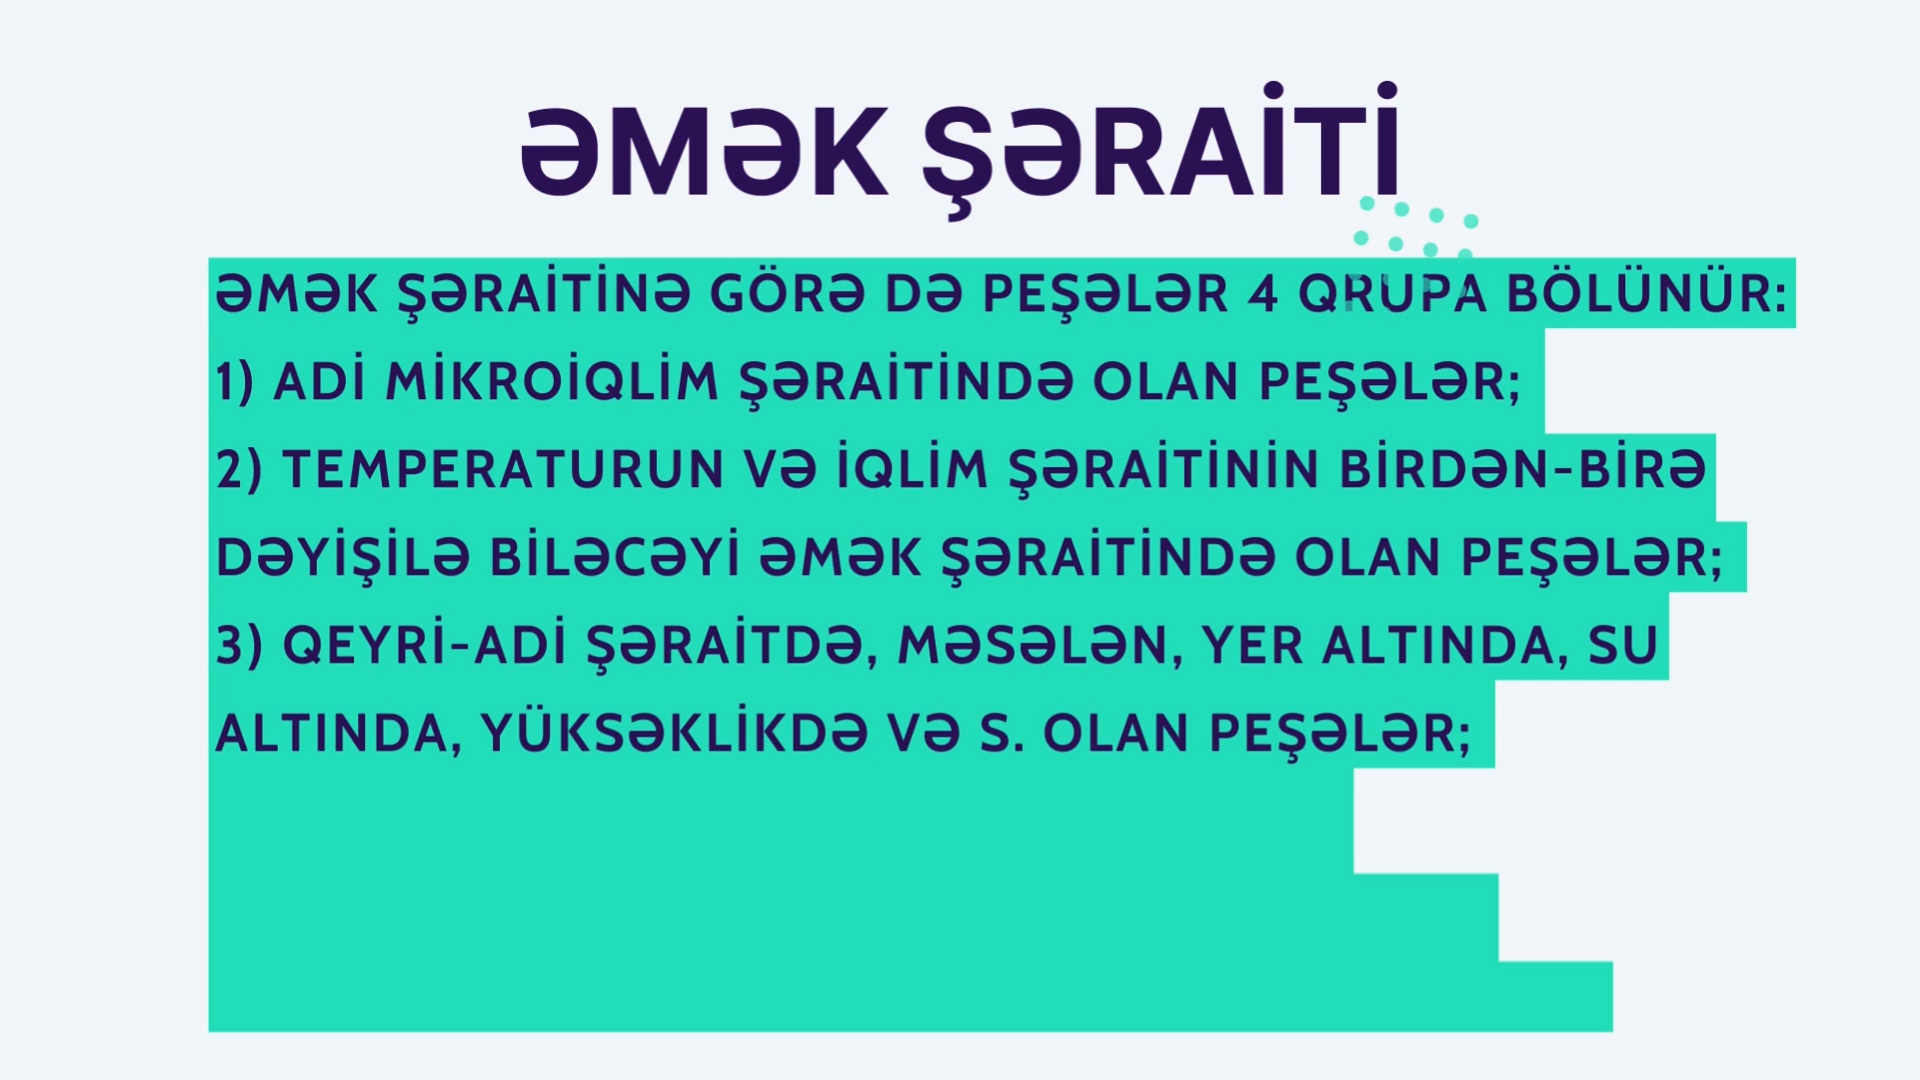 ƏMƏK ŞƏRAİTİ
ƏMƏK ŞƏRAİTİNƏ GÖRƏ DƏ PEŞƏLƏR 4 QRUPA BÖLÜNÜR:
1) ADİ MİKROİQLİM ŞƏRAİTİNDƏ OLAN PEŞƏLƏR;
2) TEMPERATURUN VƏ İQLİM ŞƏRAİTİNİN BİRDƏN-BİRƏ
DƏYİŞİLƏ BİLƏCƏYİ ƏMƏK ŞƏRAİTİNDƏ OLAN PEŞƏLƏR;
3) QEYRİ-ADİ ŞƏRAİTDƏ, MƏSƏLƏN, YER ALTINDA, SU
ALTINDA, YÜKSƏKLİKDƏ VƏ S. OLAN PEŞƏLƏR;